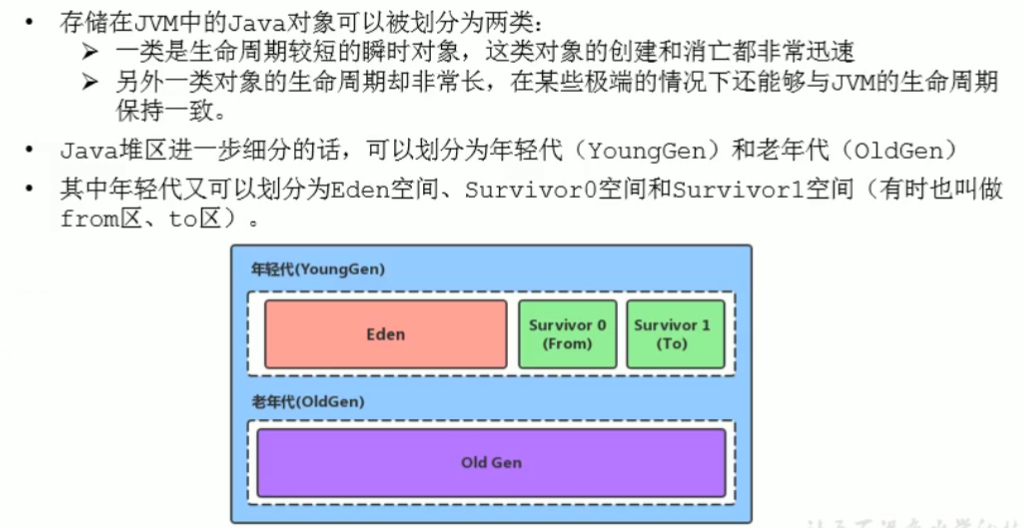 • 存储在JVM中的Java对象可以被划分为两类：
➢ 一类是生命周期较短的瞬时对象，这类对象的创建和消亡都非常迅速
➢ 另外一类对象的生命周期却非常长，在某些极端的情况下还能够与JVM的生命周期
保持一致。
• Java堆区进一步细分的话，可以划分为年轻代（YoungGen）和老年代（OldGen）
• 其中年轻代又可以划分为Eden空间、Survivor0空间和Survivor1空间（有时也叫做
from区、to区）。
年轻代(YoungGen)
Eden
Survivor 0
(From)
Survivor 1
(To)
老年代(OldGen)
Old Gen